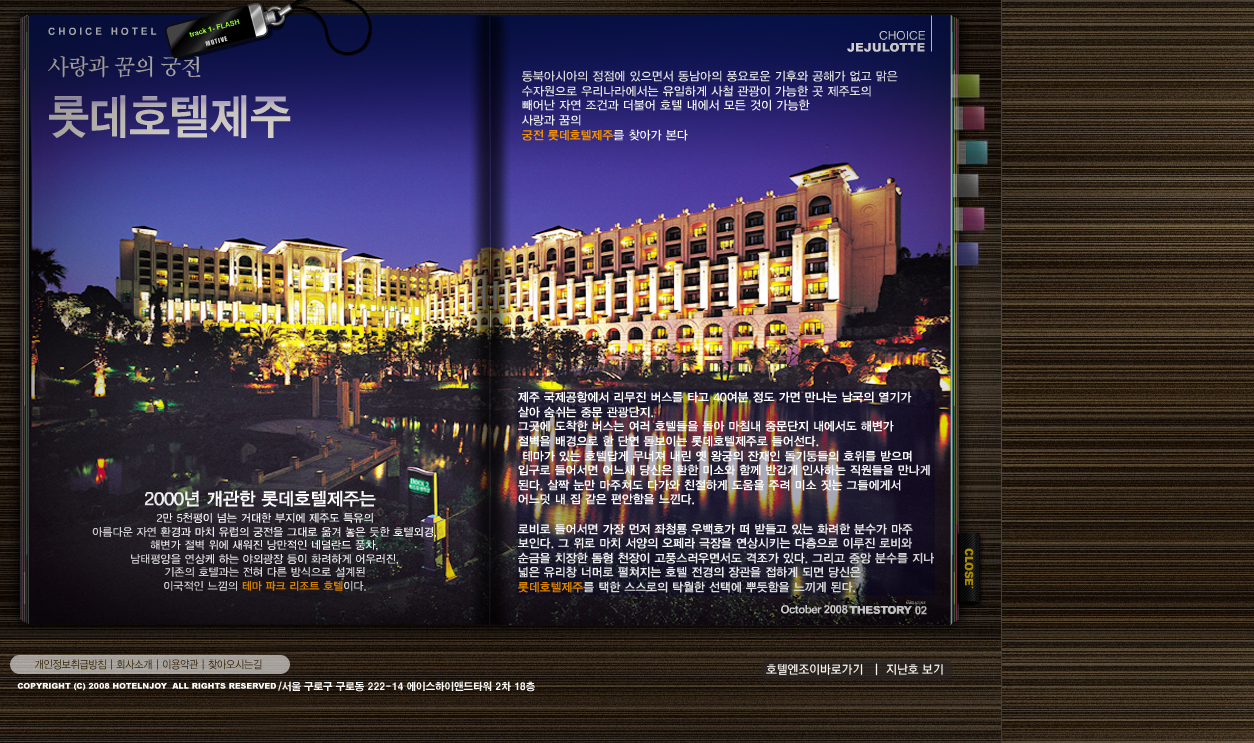 CHOICE HOTEL
track 1. FLASH
MOTIVE
사랑과 꿈의 궁전
롯데호텔제주
CHOICE
JEJULOTTE
동북아시아의 정점에 있으면서 동남아의 풍요로운 기후와 공해가 없고 맑은
수자원으로 우리나라에서는 유일하게 사철 관광이 가능한 곳 제주도의
빼어난 자연 조건과 더불어 호텔 내에서 모든 것이 가능한
사랑과 꿈의
궁전 롯데호텔제주를 찾아가 본다
제주 국제공항에서 리무진 버스를 타고 40여분 정도 가면 만나는 남국의 열기가
살아 숨쉬는 중문 관광단지.
그곳에 도착한 버스는 여러 호텔들을 돌아 마침내 중문단지 내에서도 해변가
절벽을 배경으로 한 단연 돋보이는 롯데호텔제주로 들어선다.
테마가 있는 호텔답게 무너져 내린 옛 왕궁의 잔재인 돌기둥들의 호위를 받으며
입구로 들어서면 어느새 당신은 환한 미소와 함께 반갑게 인사하는 직원들을 만나게
된다. 살짝 눈만 마주쳐도 다가와 친절하게 도움을 주려 미소 짓는 그들에게서
어느덧 내 집 같은 편안함을 느낀다.
로비로 들어서면 가장 먼저 좌청룡 우백호가 떠 받들고 있는 화려한 분수가 마주
보인다. 그 위로 마치 서양의 오페라 극장을 연상시키는 다층으로 이루진 로비와
순금을 치장한 돔형 천장이 고풍스러우면서도 격조가 있다. 그리고 중앙 분수를 지나
넓은 유리창 너머로 펼쳐지는 호텔 전경의 장관을 접하게 되면 당신은
롯데호텔제주를 택한 스스로의 탁월한 선택에 뿌듯함을 느끼게 된다.
2000년 개관한 롯데호텔제주는
2만 5천평이 넘는 거대한 부지에 제주도 특유의
아름다운 자연 환경과 마치 유럽의 궁전을 그대로 옮겨 놓은 듯한 호텔외경,
해변가 절벽 위에 세워진 낭만적인 네덜란드 풍차,
남태평양을 연상케 하는 야외광장 등이 화려하게 어우러진,
기존의 호텔과는 전혀 다른 방식으로 설계된
이국적인 느낌의 테마 파크 리조트 호텔이다.
October 2008 THESTORY 02
CLOSE
개인정보취급방침 | 회사소개 | 이용약관 | 찾아오시는길
호텔엔조이바로가기 | 지난호 보기
COPYRIGHT (C) 2008 HOTELNJOY ALL RIGHTS RESERVED /서울 구로구 구로동 222-14 에이스하이앤드타워 2차 18층